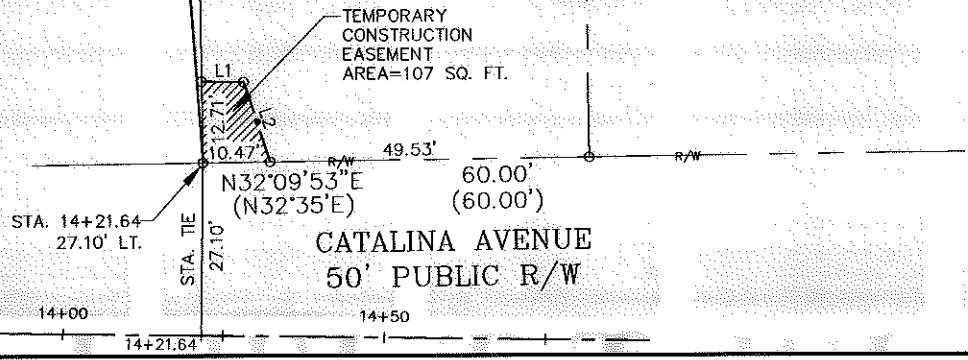 TEMPORARY
CONSTRUCTION
EASEMENT
AREA=107 SQ. FT.
L1
12.71'
L2
10.47'
R/W
49.53'
R/W
N32°09'53"E
(N32°35'E)
60.00'
(60.00')
STA. 14+21.64
27.10' LT.
STA. TIE
27.10'
CATALINA AVENUE
50' PUBLIC R/W
14+00
14+50
14+21.64